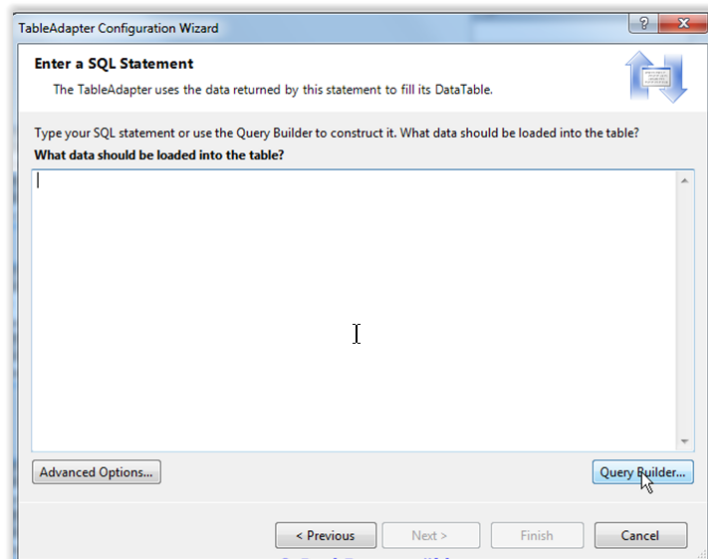 TableAdapter Configuration Wizard
Enter a SQL Statement
The TableAdapter uses the data returned by this statement to fill its DataTable.
Type your SQL statement or use the Query Builder to construct it. What data should be loaded into the table?
What data should be loaded into the table?
Advanced Options... Query Builder...
< Previous Next > Finish Cancel